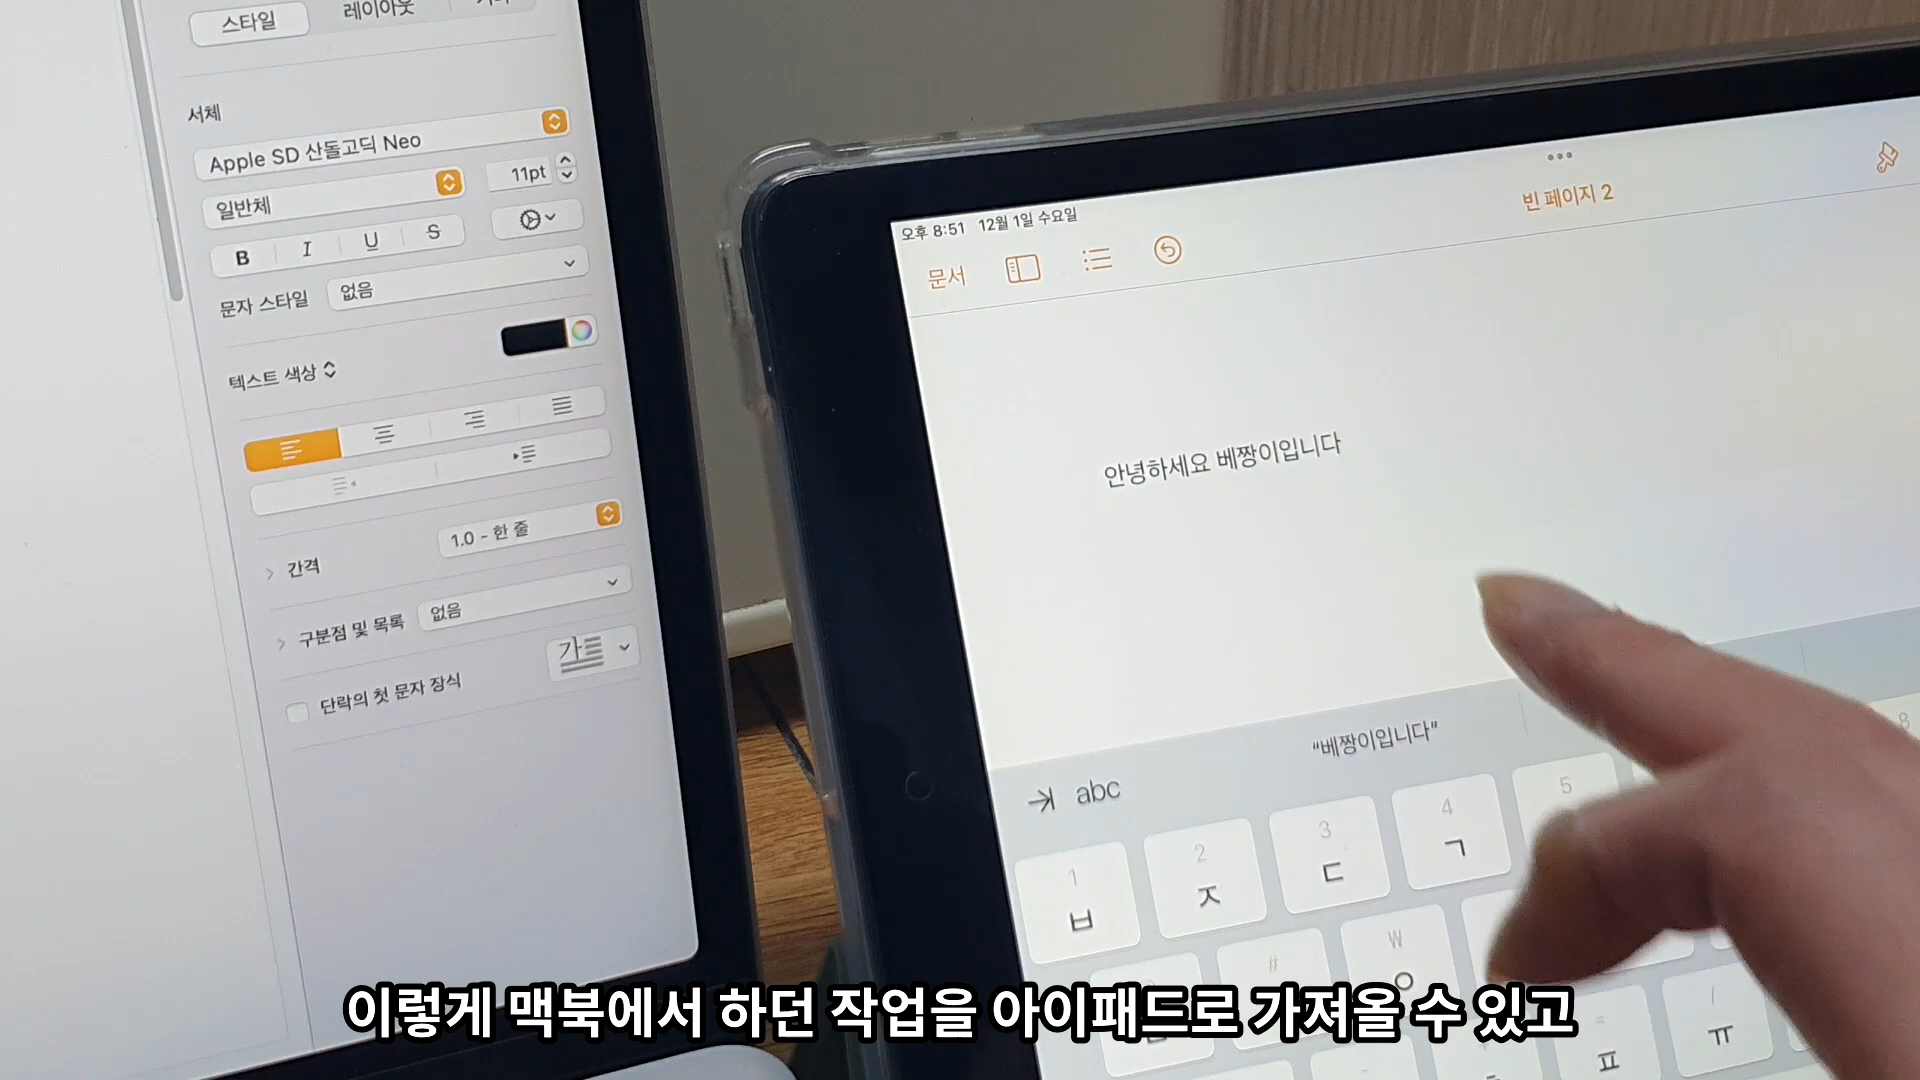 스타일
레이아웃
서체
Apple SD 산돌고딕 Neo
일반체
11pt
B I U S
문자 스타일
없음
텍스트 색상
간격
1.0 - 한 줄
구분점 및 목록
없음
가
단락의 첫 문자 장식
오후 8:51 12월 1일 수요일
문서
빈 페이지 2
안녕하세요 베짱이입니다
abc
“베짱이입니다”
1 2 3 4 5 8
ㅂ ㅈ ㄷ ㄱ
# ₩
ㅇ
/
ㅍ ㅠ
이렇게 맥북에서 하던 작업을 아이패드로 가져올 수 있고